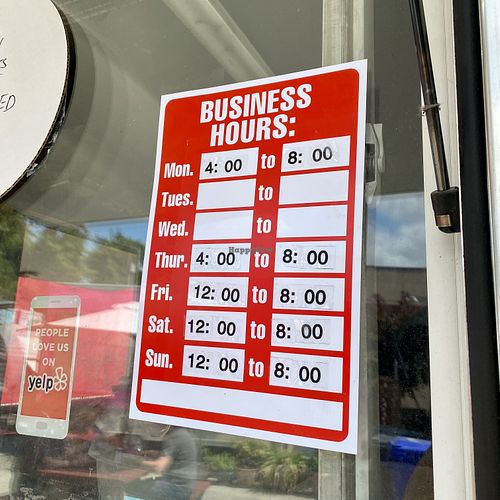 ED
BUSINESS
HOURS:
Mon. 4: 00 to 8: 00
Tues. to
Wed. to
Thur. 4: 00 to 8: 00
Fri. 12: 00 to 8: 00
Sat. 12: 00 to 8: 00
Sun. 12: 00 to 8: 00
PEOPLE
LOVE US
ON
yelp